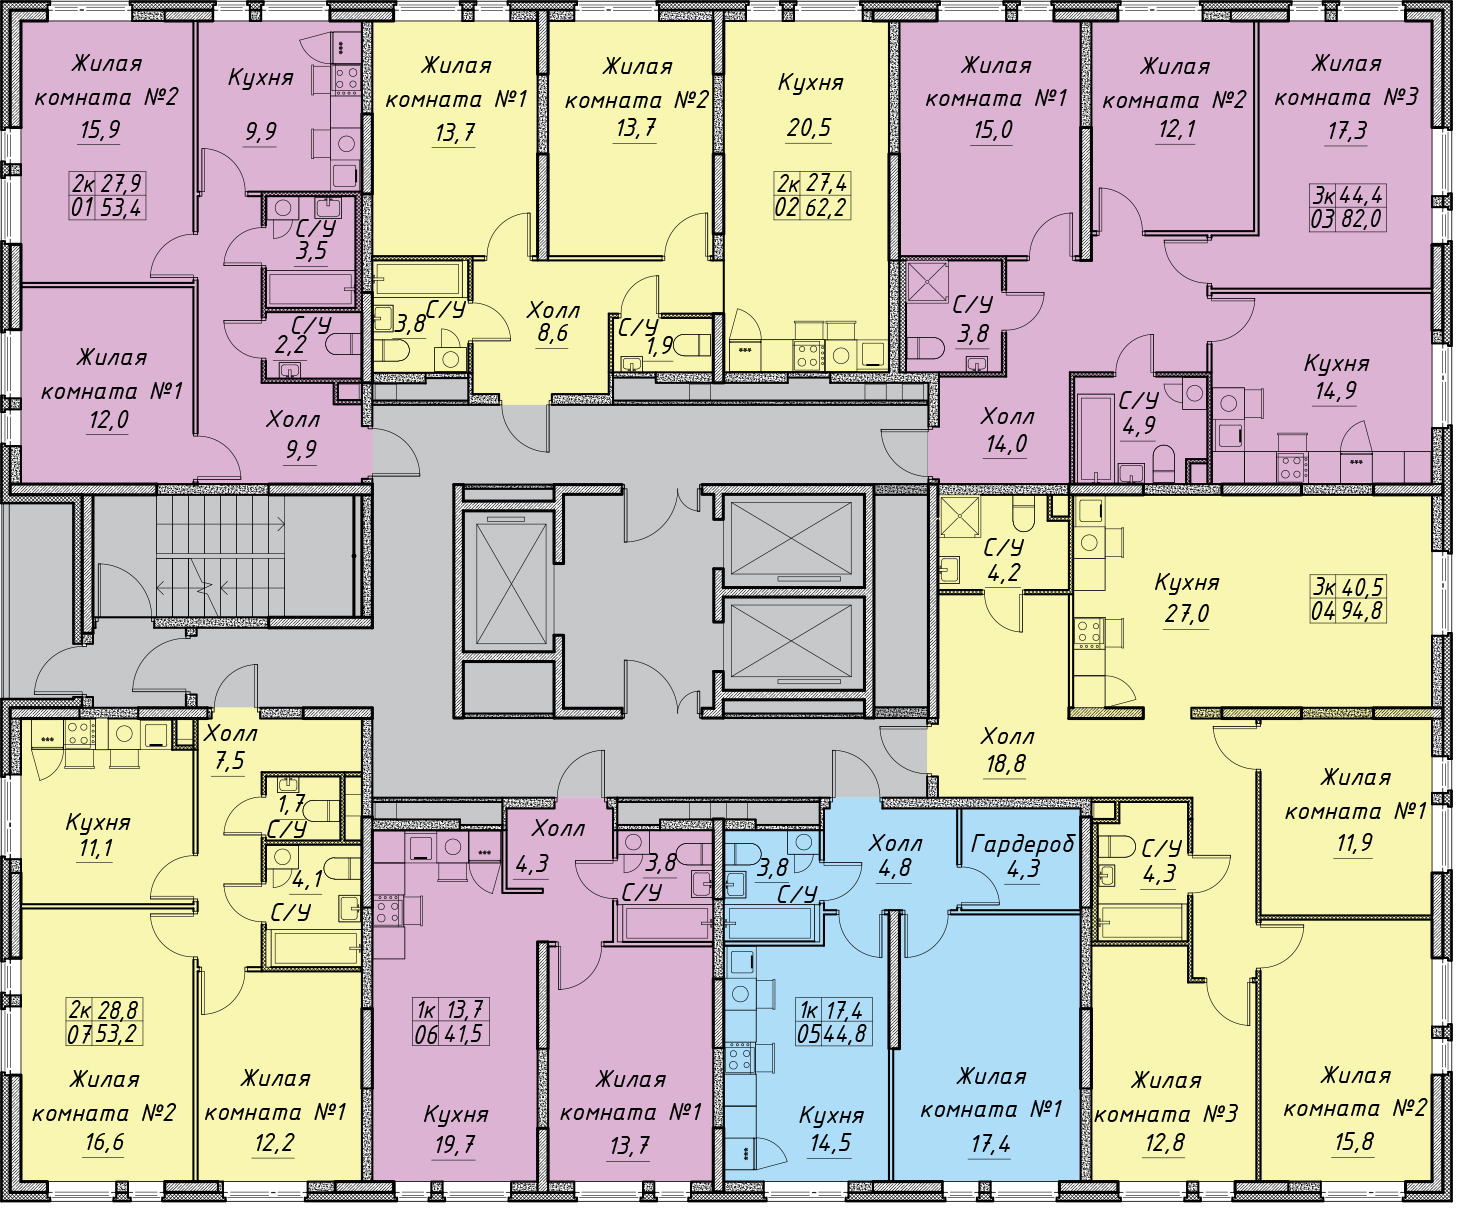 Жилая
комната №2
15,9
2к 27,9
01 53,4
Кухня
9,9
С/У
3,5
С/У
2,2
Жилая
комната №1
12,0
Холл
9,9
Жилая
комната №1
13,7
Жилая
комната №2
13,7
Кухня
20,5
2к 27,4
02 62,2
С/У
3,8
Холл
8,6
С/У
1,9
Жилая
комната №1
15,0
Жилая
комната №2
12,1
Жилая
комната №3
17,3
3к 44,4
03 82,0
С/У
3,8
Холл
14,0
С/У
4,9
Кухня
14,9
С/У
4,2
Кухня
27,0
3к 40,5
04 94,8
Холл
18,8
Жилая
комната №1
11,9
С/У
4,3
Жилая
комната №3
12,8
Жилая
комната №2
15,8
Холл
7,5
Кухня
11,1
1,7
С/У
4,1
С/У
2к 28,8
07 53,2
Жилая
комната №2
16,6
Жилая
комната №1
12,2
Холл
4,3
3,8
С/У
1к 13,7
06 41,5
Кухня
19,7
Жилая
комната №1
13,7
3,8
С/У
Холл
4,8
Гардероб
4,3
1к 17,4
05 44,8
Кухня
14,5
Жилая
комната №1
17,4